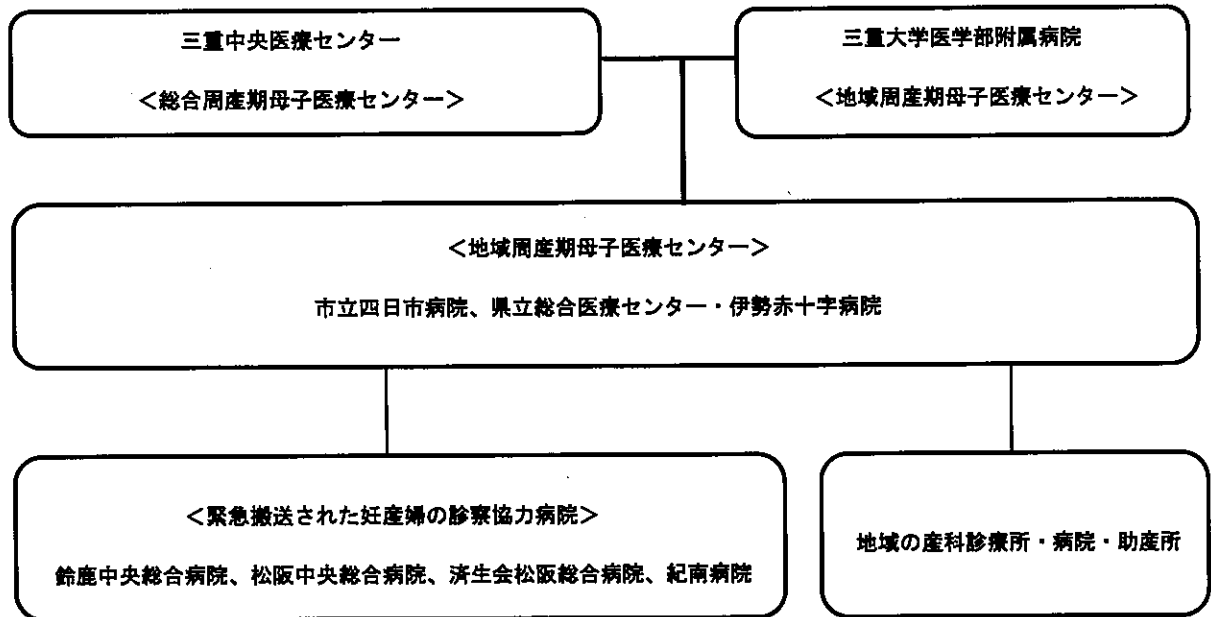 三重中央医療センター
＜総合周産期母子医療センター＞
三重大学医学部附属病院
＜地域周産期母子医療センター＞
＜地域周産期母子医療センター＞
市立四日市病院、県立総合医療センター・伊勢赤十字病院
＜緊急搬送された妊産婦の診察協力病院＞
鈴鹿中央総合病院、松阪中央総合病院、済生会松阪総合病院、紀南病院
地域の産科診療所・病院・助産所